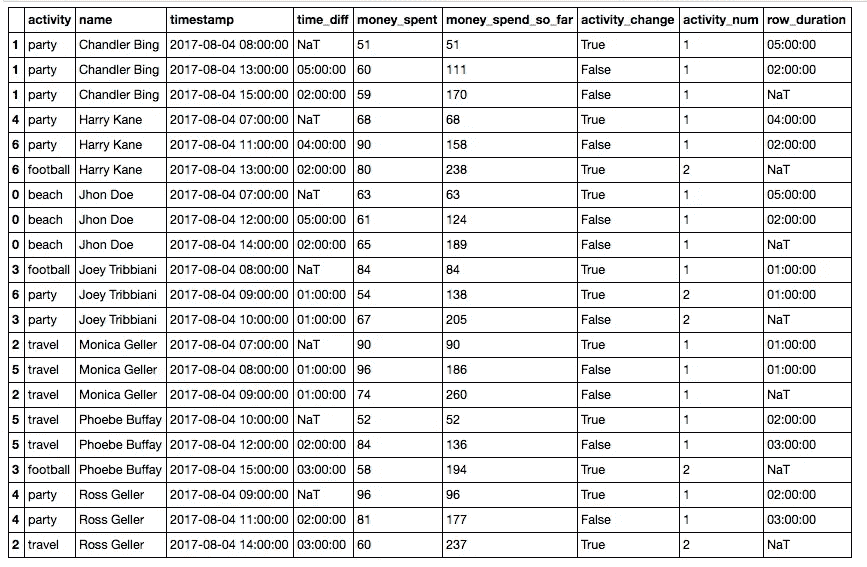 activity name timestamp time_diff money_spent money_spend_so_far activity_change activity_num row_duration
1 party Chandler Bing 2017-08-04 08:00:00 NaT 51 51 True 1 05:00:00
1 party Chandler Bing 2017-08-04 13:00:00 05:00:00 60 111 False 1 02:00:00
1 party Chandler Bing 2017-08-04 15:00:00 02:00:00 59 170 False 1 NaT
4 party Harry Kane 2017-08-04 07:00:00 NaT 68 68 True 1 04:00:00
6 party Harry Kane 2017-08-04 11:00:00 04:00:00 90 158 False 1 02:00:00
6 football Harry Kane 2017-08-04 13:00:00 02:00:00 80 238 True 2 NaT
0 beach Jhon Doe 2017-08-04 07:00:00 NaT 63 63 True 1 05:00:00
0 beach Jhon Doe 2017-08-04 12:00:00 05:00:00 61 124 False 1 02:00:00
0 beach Jhon Doe 2017-08-04 14:00:00 02:00:00 65 189 False 1 NaT
3 football Joey Tribbiani 2017-08-04 08:00:00 NaT 84 84 True 1 01:00:00
6 party Joey Tribbiani 2017-08-04 09:00:00 01:00:00 54 138 True 2 01:00:00
3 party Joey Tribbiani 2017-08-04 10:00:00 01:00:00 67 205 False 2 NaT
2 travel Monica Geller 2017-08-04 07:00:00 NaT 90 90 True 1 01:00:00
5 travel Monica Geller 2017-08-04 08:00:00 01:00:00 96 186 False 1 01:00:00
2 travel Monica Geller 2017-08-04 09:00:00 01:00:00 74 260 False 1 NaT
5 travel Phoebe Buffay 2017-08-04 10:00:00 NaT 52 52 True 1 02:00:00
5 travel Phoebe Buffay 2017-08-04 12:00:00 02:00:00 84 136 False 1 03:00:00
3 football Phoebe Buffay 2017-08-04 15:00:00 03:00:00 58 194 True 2 NaT
4 party Ross Geller 2017-08-04 09:00:00 NaT 96 96 True 1 02:00:00
4 party Ross Geller 2017-08-04 11:00:00 02:00:00 81 177 False 1 03:00:00
2 travel Ross Geller 2017-08-04 14:00:00 03:00:00 60 237 True 2 NaT